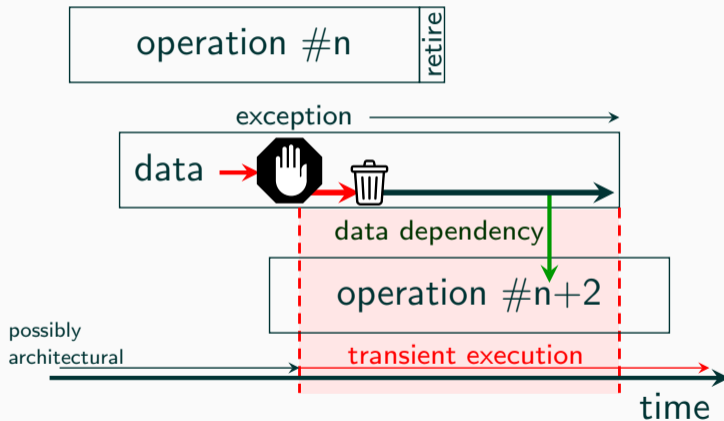 operation #n
retire
exception
data
data dependency
operation #n+2
possibly
architectural
transient execution
time